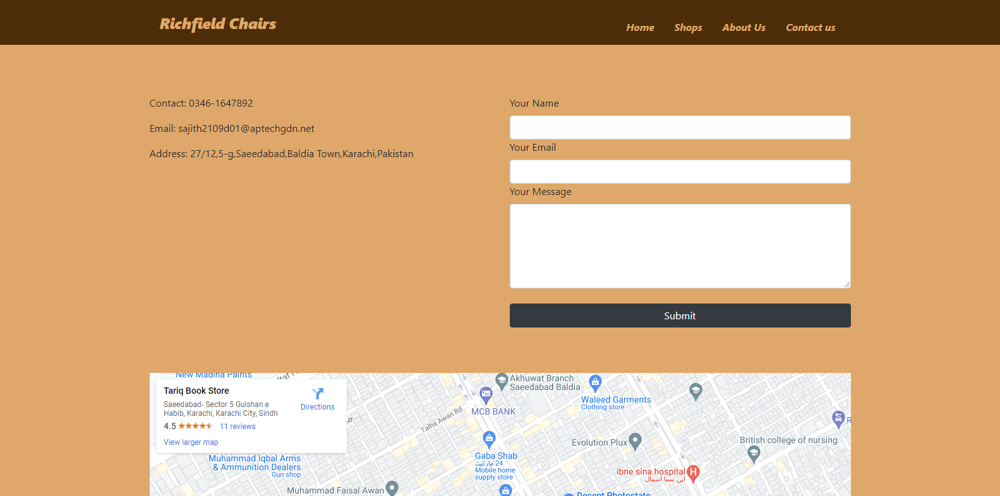 Richfield Chairs
Home Shops About Us Contact us
Contact: 0346-1647892
Email: sajith2109d01@aptechgdn.net
Address: 27/12,5-g,Saeedabad,Baldia Town,Karachi,Pakistan
Your Name
Your Email
Your Message
Submit
New Madina Paints
Tariq Book Store
Saeedabad، Sector 5 Gulshan e
Habib, Karachi, Karachi City, Sindh
4.5 11 reviews
View larger map
Directions
Akhuwat Branch
Saeedabad Baldia
Waleed Garments
Clothing store
MCB BANK
Talha Awan Rd
Evolution Plux
British college of nursing
Gaba Shab
24 مارکیٹ
Mobile home
supply store
Muhammad Iqbal Arms
& Ammunition Dealers
Gun shop
ibne sina hospital
ابن سینا اسپتال
Muhammad Faisal Awan
Decent Photostate